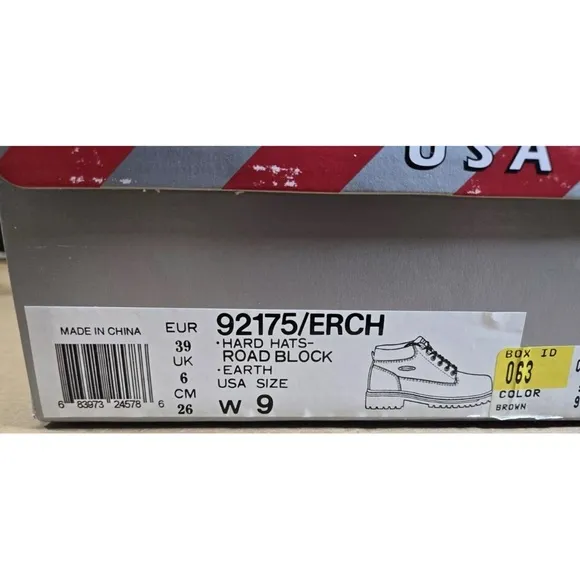 USA
MADE IN CHINA
6 83973 24578 6
EUR
39
UK
6
CM
26
92175/ERCH
•HARD HATS-
ROAD BLOCK
•EARTH
USA SIZE
W 9
BOX ID
063
COLOR
BROWN
9